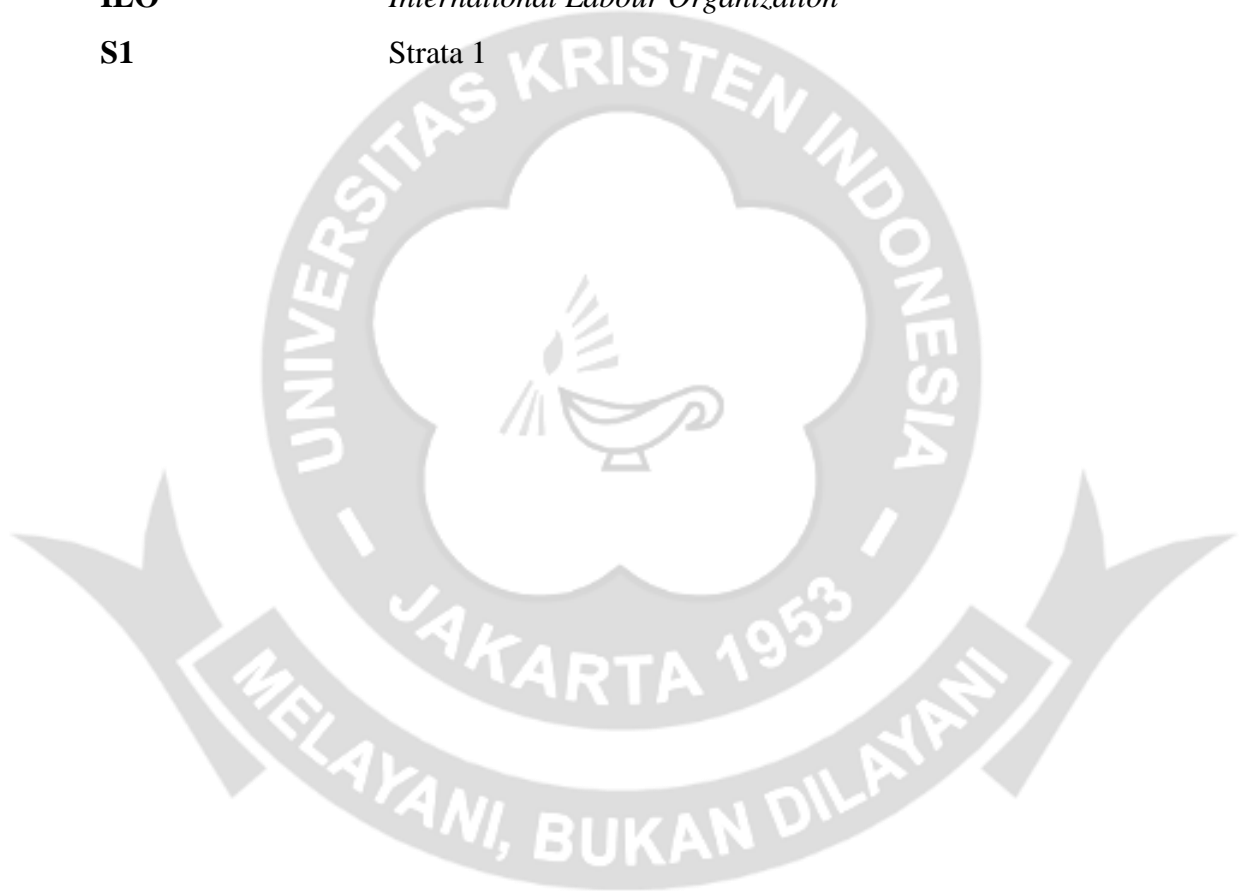 ILO International Labour Organization
S1 Strata 1
UNIVERSITAS KRISTEN INDONESIA
- JAKARTA 1953 -
MELAYANI, BUKAN DILAYANI